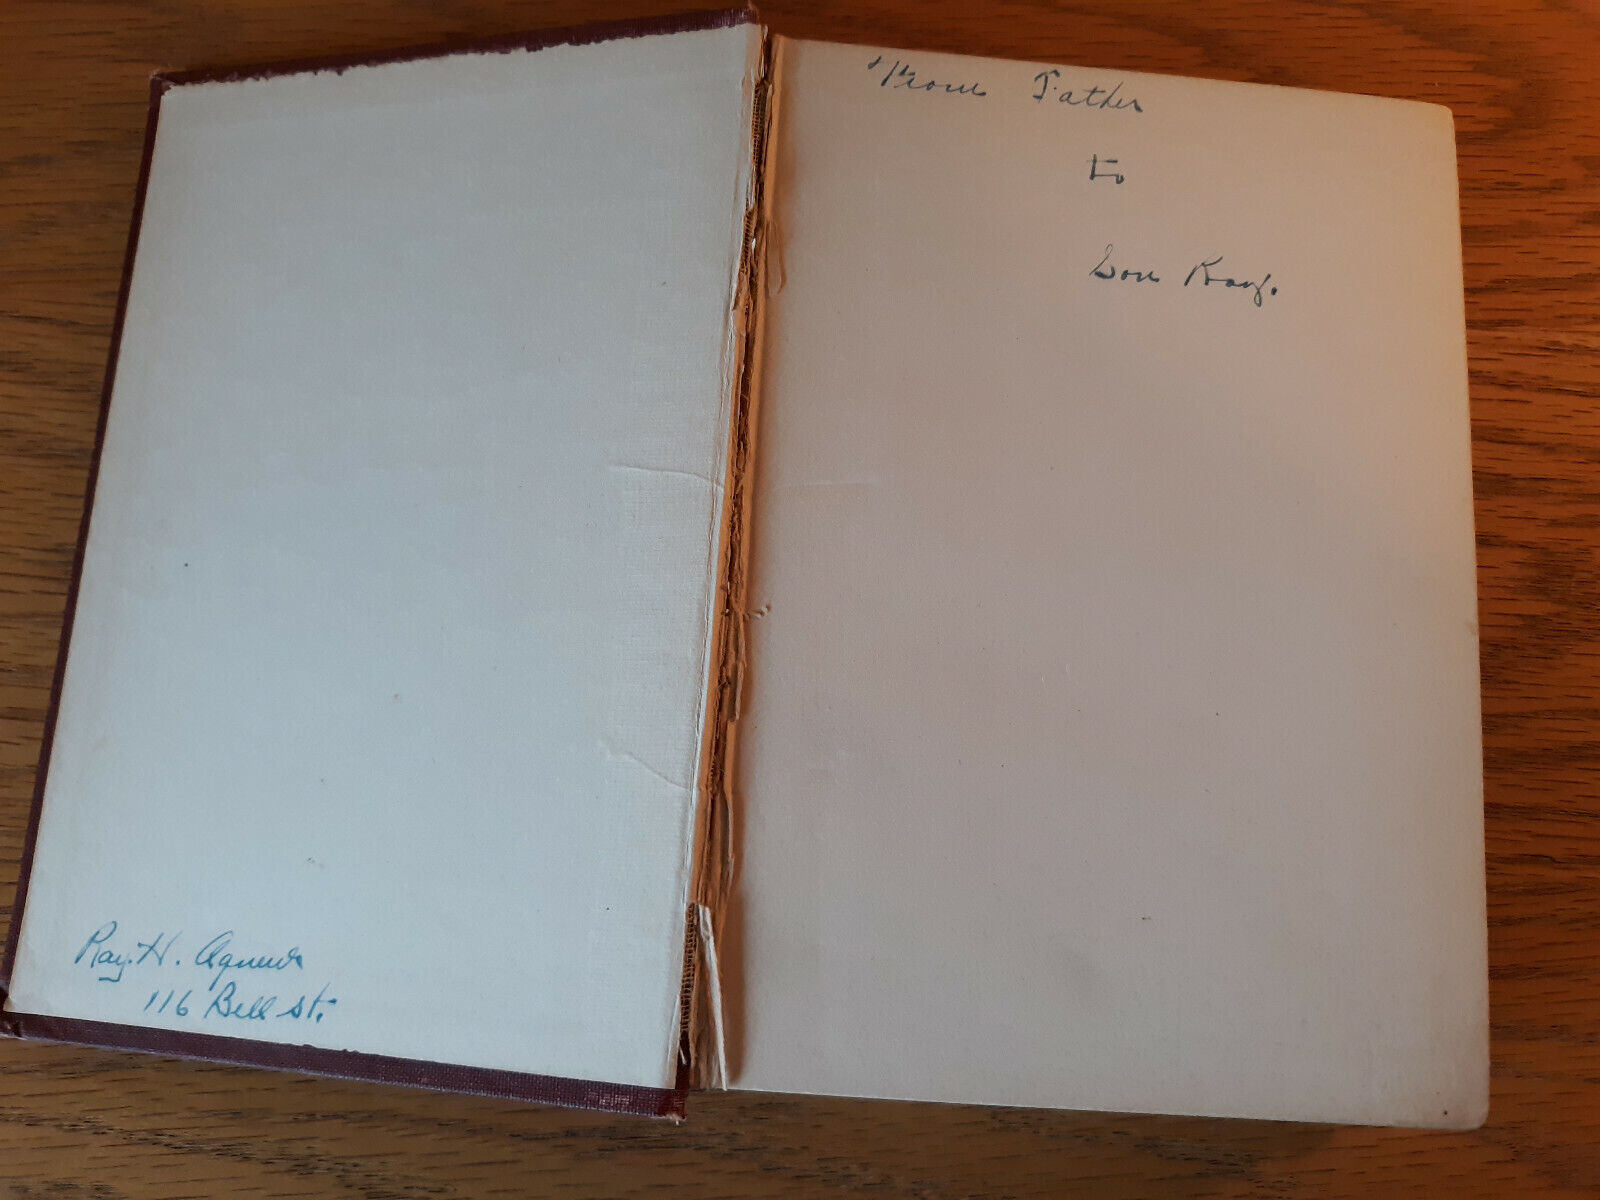 Ray H. Agnew
116 Bell st.
From Father
to
Son Ray.